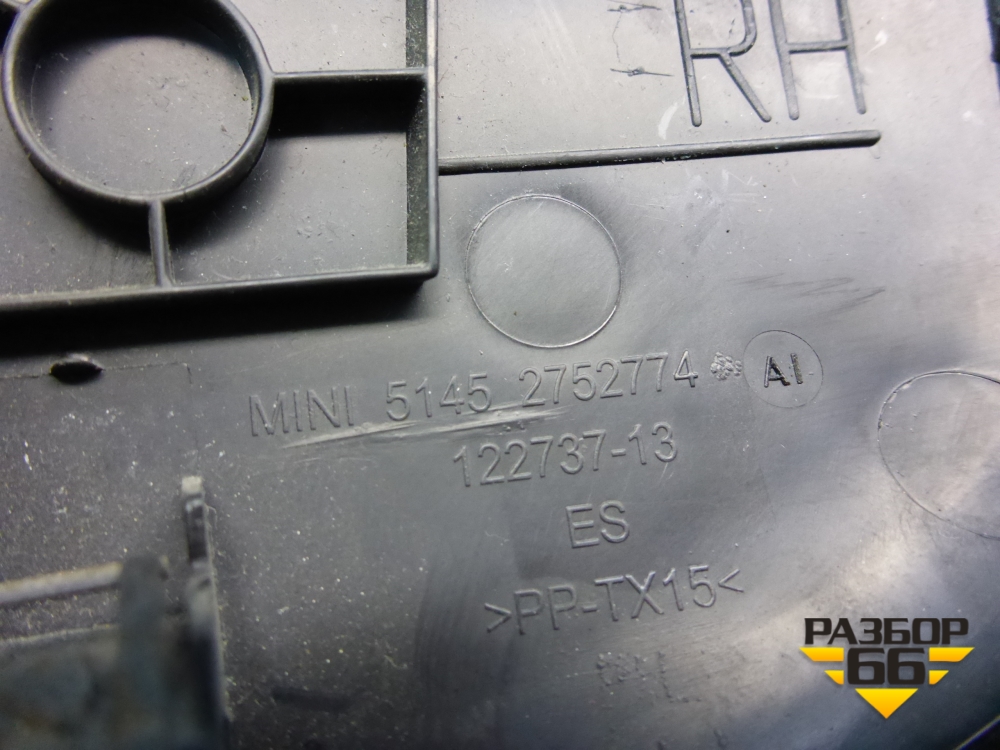 RH
MINI 5145 2752774 AI
122737-13
ES
>PP-TX15<
РАЗБОР
66